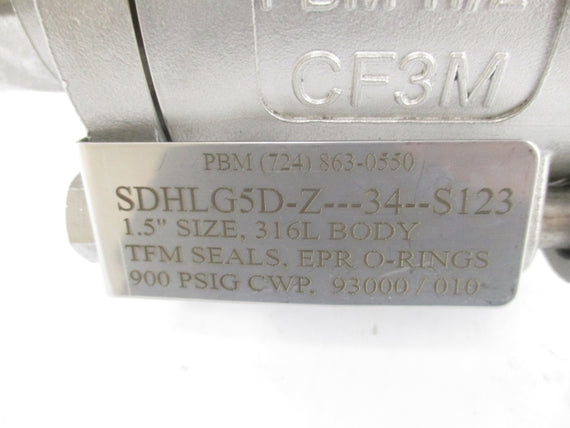 CF3M
PBM (724) 863-0550
SDHLG5D-Z---34--S123
1.5" SIZE, 316L BODY
TFM SEALS, EPR O-RINGS
900 PSIG CWP, 93000 / 010